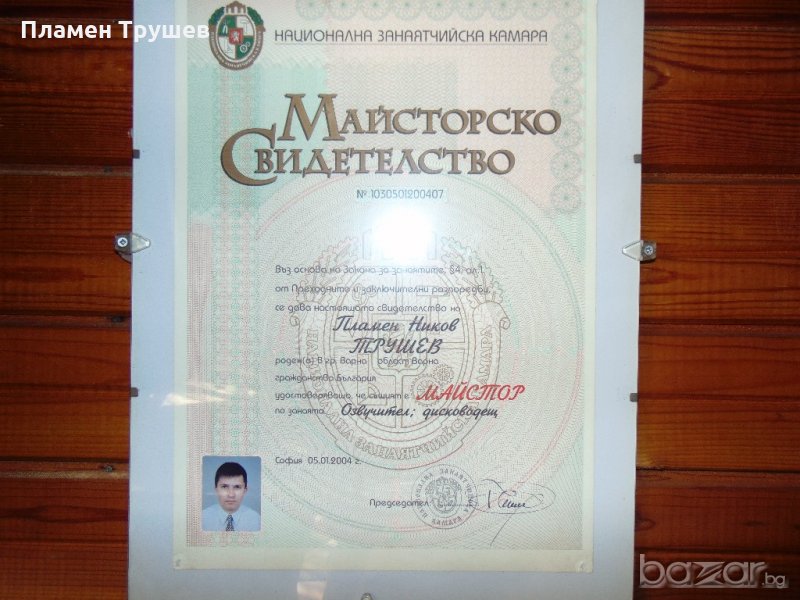 Пламен Трушев
НАЦИОНАЛНА ЗАНАЯТЧИЙСКА КАМАРА
МАЙСТОРСКО
СВИДЕТЕЛСТВО
№ 1030501200407
Въз основа на Закона за занаятите, §4, ал.1
от Преходните и заключителни разпоредби,
се дава настоящото свидетелство на
Пламен Ников
ТРУШЕВ
роден(а) в гр. Варна област Варна
гражданство България
удостоверяващо, че същият е МАЙСТОР
по занаята Озвучител; дисководещ
София 05.01.2004 г.
Председател:
bazar.bg